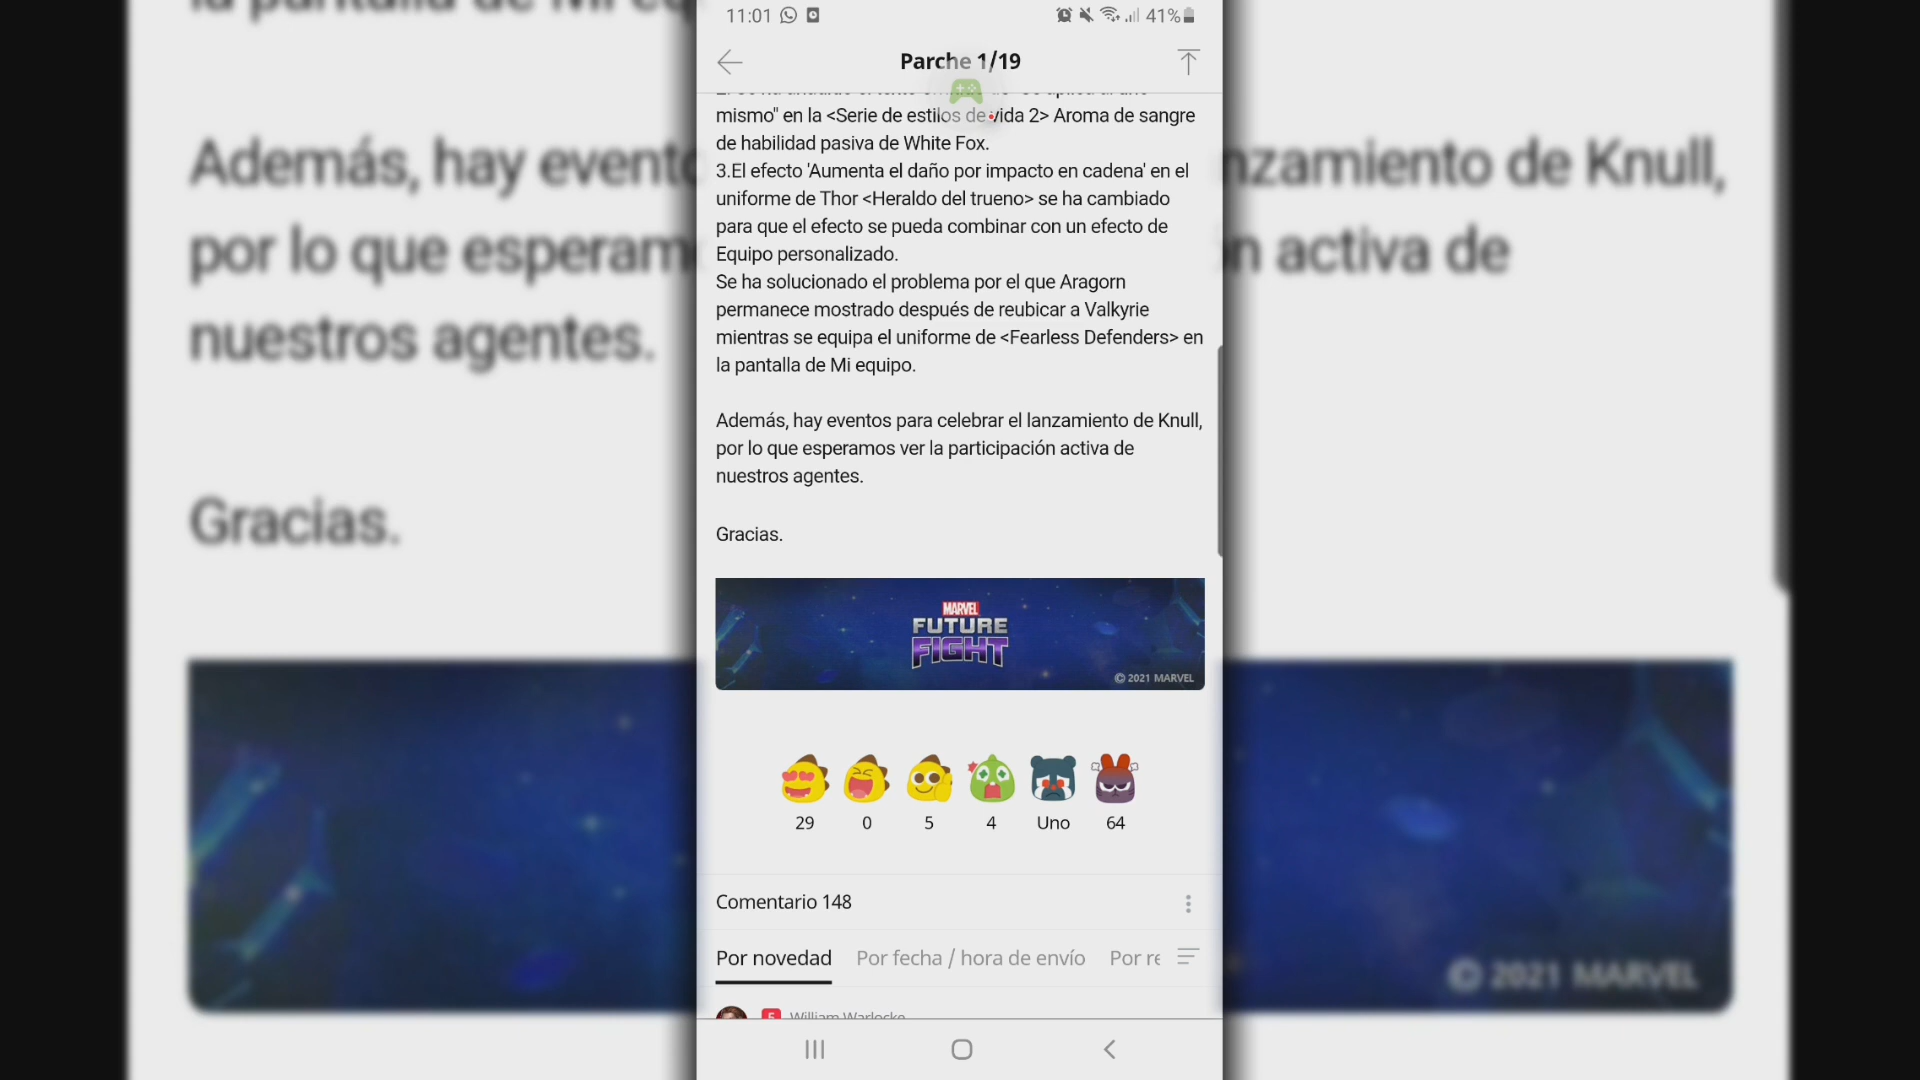 11:01
41%
Parche 1/19
mismo" en la <Serie de estilos de vida 2> Aroma de sangre
de habilidad pasiva de White Fox.
3.El efecto 'Aumenta el daño por impacto en cadena' en el
uniforme de Thor <Heraldo del trueno> se ha cambiado
para que el efecto se pueda combinar con un efecto de
Equipo personalizado.
Se ha solucionado el problema por el que Aragorn
permanece mostrado después de reubicar a Valkyrie
mientras se equipa el uniforme de <Fearless Defenders> en
la pantalla de Mi equipo.
Además, hay eventos para celebrar el lanzamiento de Knull,
por lo que esperamos ver la participación activa de
nuestros agentes.
Gracias.
MARVEL
FUTURE
FIGHT
© 2021 MARVEL
29 0 5 4 Uno 64
Comentario 148
Por novedad Por fecha / hora de envío Por re
5 William Warlocke